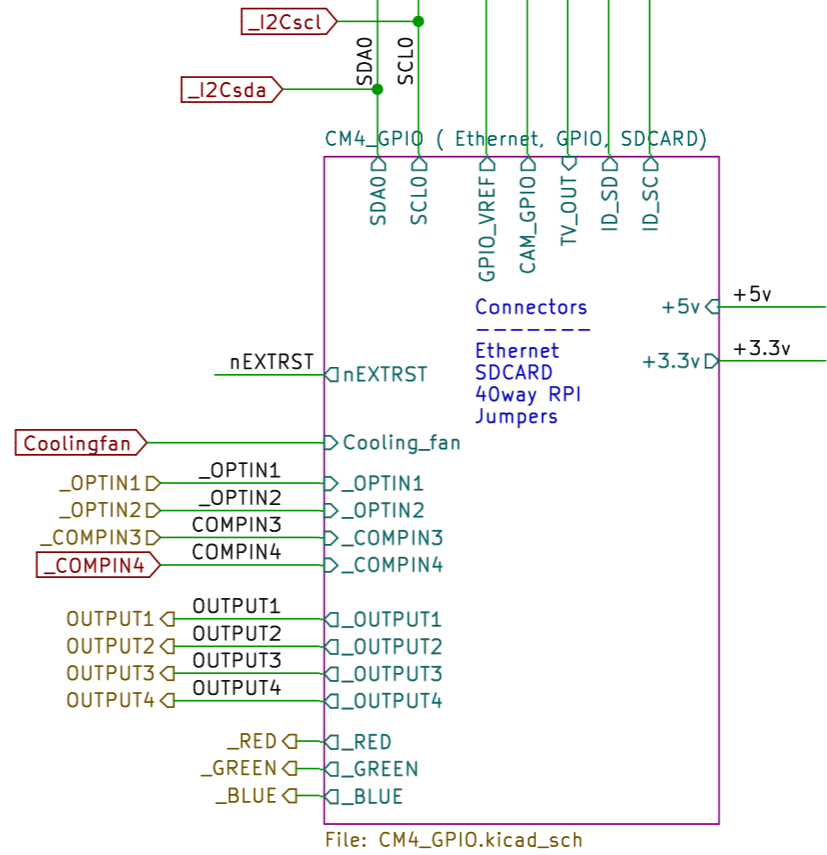 _I2Cscl
SDA0
SCL0
_I2Csda
CM4_GPIO ( Ethernet, GPIO, SDCARD)
SDA0
SCL0
GPIO_VREF
CAM_GPIO
TV_OUT
ID_SD
ID_SC
Connectors
-------
Ethernet
SDCARD
40way RPI
Jumpers
+5v
+5v
+3.3v
+3.3v
nEXTRST
nEXTRST
Coolingfan
Cooling_fan
_OPTIN1
_OPTIN1
_OPTIN1
_OPTIN2
_OPTIN2
_OPTIN2
_COMPIN3
COMPIN3
_COMPIN3
_COMPIN4
COMPIN4
_COMPIN4
OUTPUT1
OUTPUT1
_OUTPUT1
OUTPUT2
OUTPUT2
_OUTPUT2
OUTPUT3
OUTPUT3
_OUTPUT3
OUTPUT4
OUTPUT4
_OUTPUT4
_RED
_RED
_GREEN
_GREEN
_BLUE
_BLUE
File: CM4_GPIO.kicad_sch